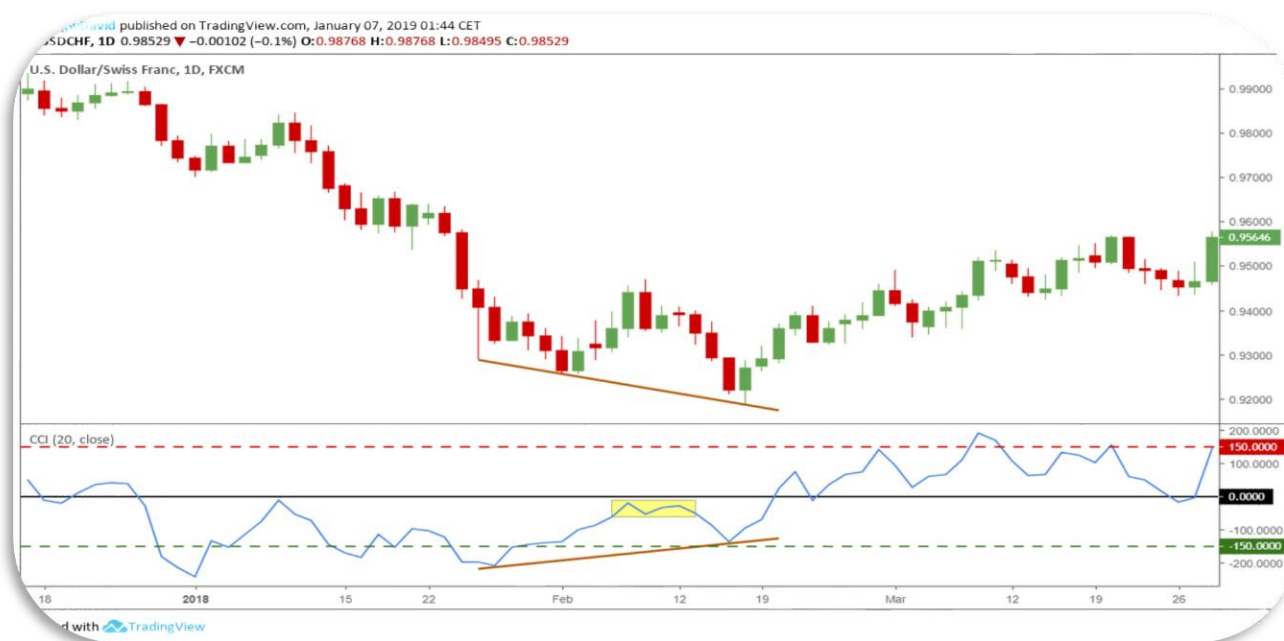 published on TradingView.com, January 07, 2019 01:44 CET
SDCHF, 1D 0.98529 ▼ −0.00102 (−0.1%) O:0.98768 H:0.98768 L:0.98495 C:0.98529
U.S. Dollar/Swiss Franc, 1D, FXCM
0.99000
0.98000
0.97000
0.96000
0.95646
0.95000
0.94000
0.93000
0.92000
CCI (20, close)
200.0000
150.0000
100.0000
0.0000
-100.0000
-150.0000
-200.0000
18 2018 15 22 Feb 12 19 Mar 12 19 26
d with TradingView